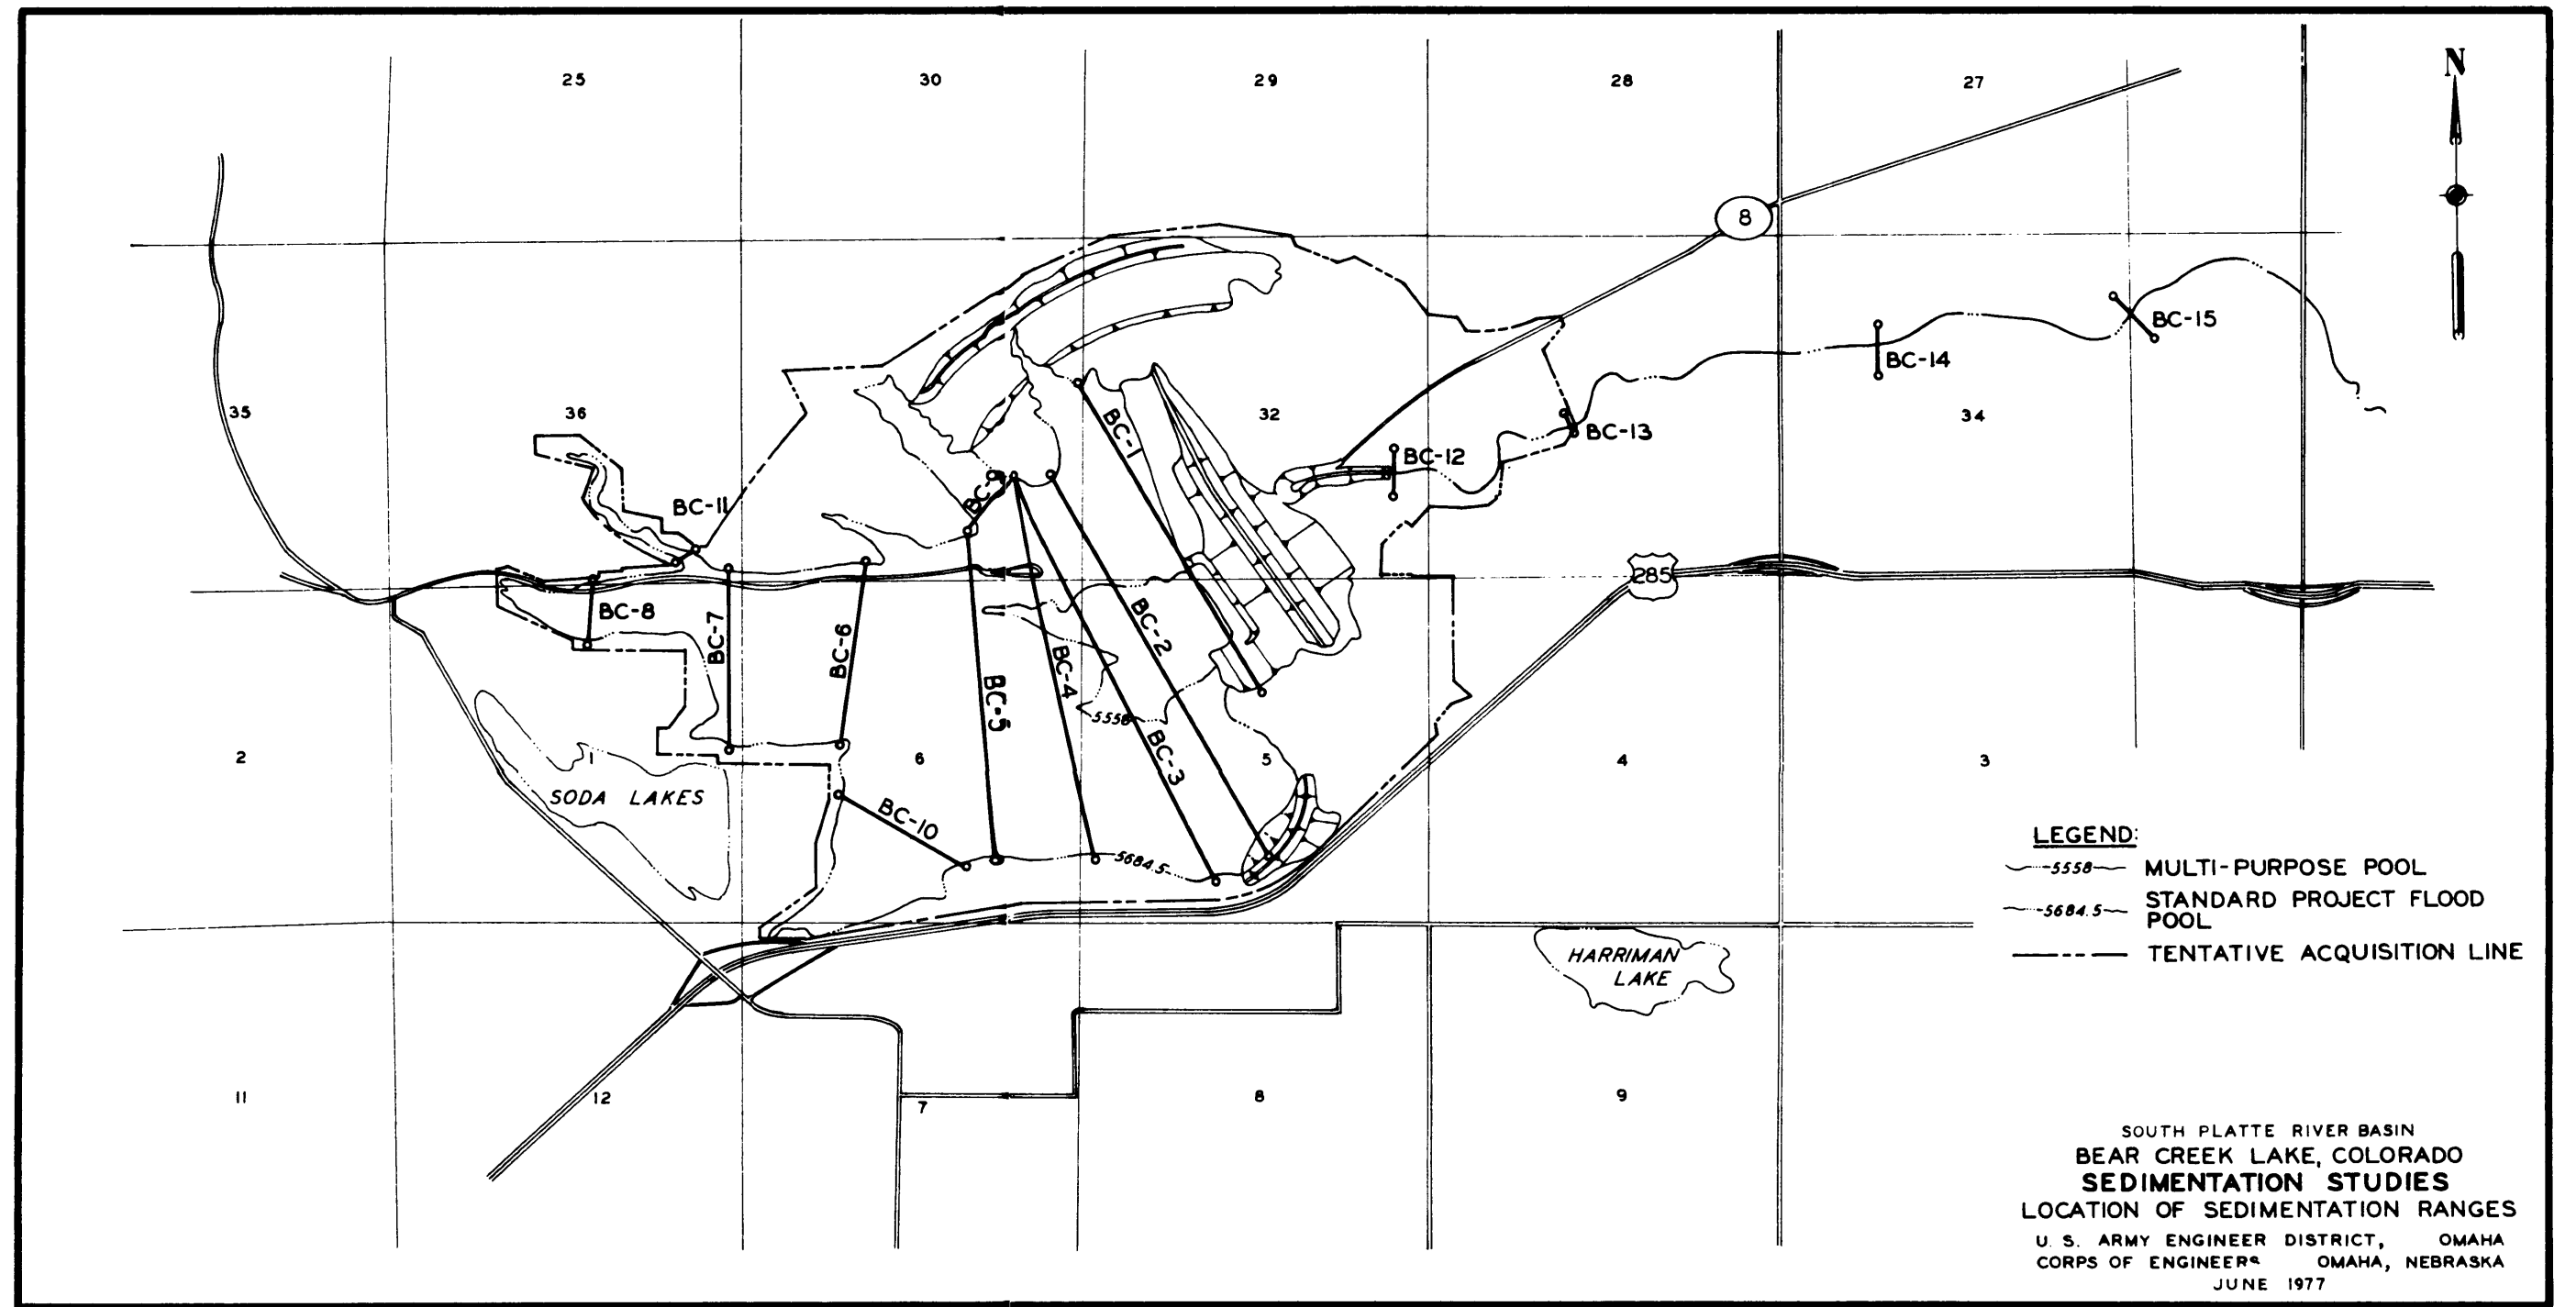 25
30
29
28
27
N
8
35
36
32
34
BC-1
BC-15
BC-14
BC-13
BC-12
BC-11
285
BC-8
BC-7
BC-6
BC-5
BC-4
BC-2
BC-3
5558
2
1
6
5
4
3
SODA LAKES
BC-10
5684.5
LEGEND:
5558 MULTI-PURPOSE POOL
5684.5 STANDARD PROJECT FLOOD
POOL
TENTATIVE ACQUISITION LINE
HARRIMAN
LAKE
11
12
7
8
9
SOUTH PLATTE RIVER BASIN
BEAR CREEK LAKE, COLORADO
SEDIMENTATION STUDIES
LOCATION OF SEDIMENTATION RANGES
U. S. ARMY ENGINEER DISTRICT, OMAHA
CORPS OF ENGINEERS OMAHA, NEBRASKA
JUNE 1977